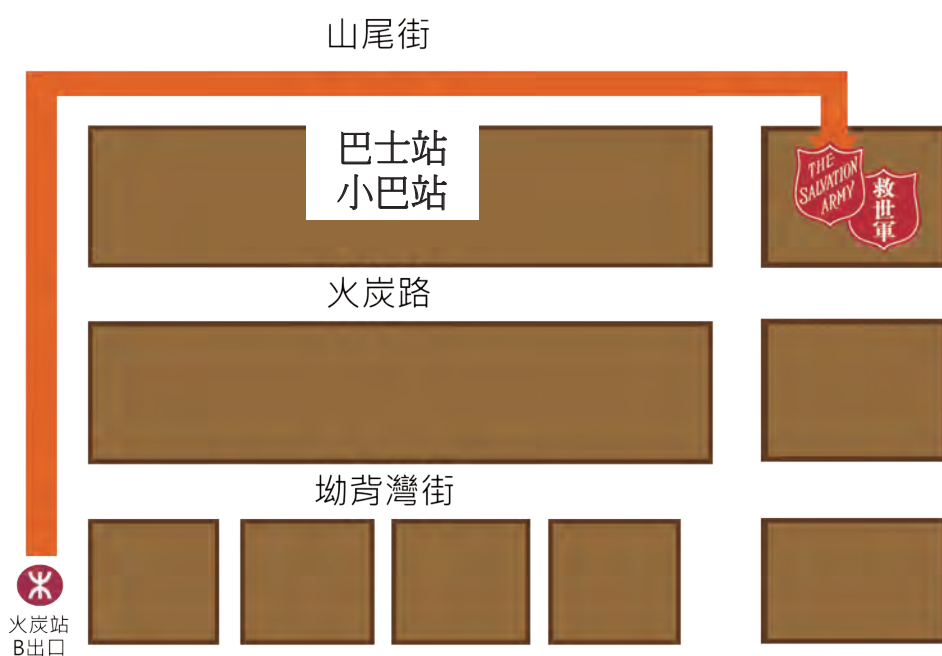 山尾街
巴士站
小巴站
THE
SALVATION
ARMY
救世軍
火炭路
坳背灣街
火炭站
B出口